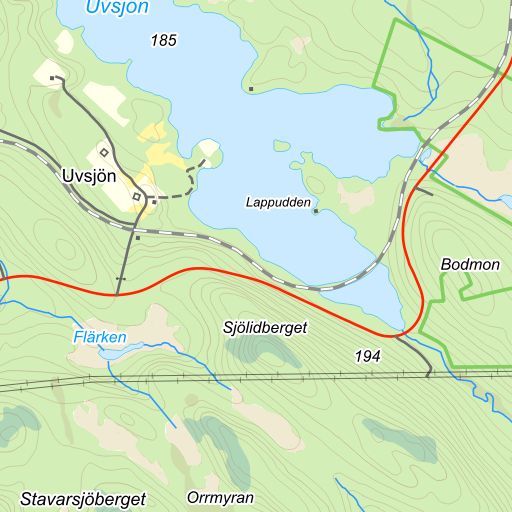 Uvsjön
185
Uvsjön
Lappudden
Bodmon
Sjölidberget
Flärken
194
Stavarsjöberget
Orrmyran